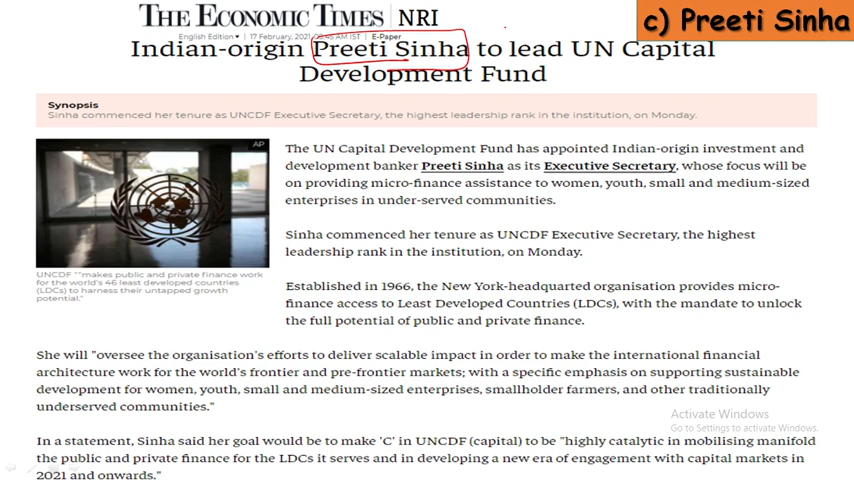 THE ECONOMIC TIMES | NRI
c) Preeti Sinha
English Edition ▾ | 17 February, 2021, 08:45 AM IST | E-Paper
Indian-origin Preeti Sinha to lead UN Capital
Development Fund
Synopsis
Sinha commenced her tenure as UNCDF Executive Secretary, the highest leadership rank in the institution, on Monday.
AP
UNCDF ""makes public and private finance work
for the world's 46 least developed countries
(LDCs) to harness their untapped growth
potential."
The UN Capital Development Fund has appointed Indian-origin investment and
development banker Preeti Sinha as its Executive Secretary, whose focus will be
on providing micro-finance assistance to women, youth, small and medium-sized
enterprises in under-served communities.
Sinha commenced her tenure as UNCDF Executive Secretary, the highest
leadership rank in the institution, on Monday.
Established in 1966, the New York-headquarted organisation provides micro-
finance access to Least Developed Countries (LDCs), with the mandate to unlock
the full potential of public and private finance.
She will "oversee the organisation's efforts to deliver scalable impact in order to make the international financial
architecture work for the world's frontier and pre-frontier markets; with a specific emphasis on supporting sustainable
development for women, youth, small and medium-sized enterprises, smallholder farmers, and other traditionally
underserved communities."
Activate Windows
Go to Settings to activate Windows.
In a statement, Sinha said her goal would be to make 'C' in UNCDF (capital) to be "highly catalytic in mobilising manifold
the public and private finance for the LDCs it serves and in developing a new era of engagement with capital markets in
2021 and onwards."